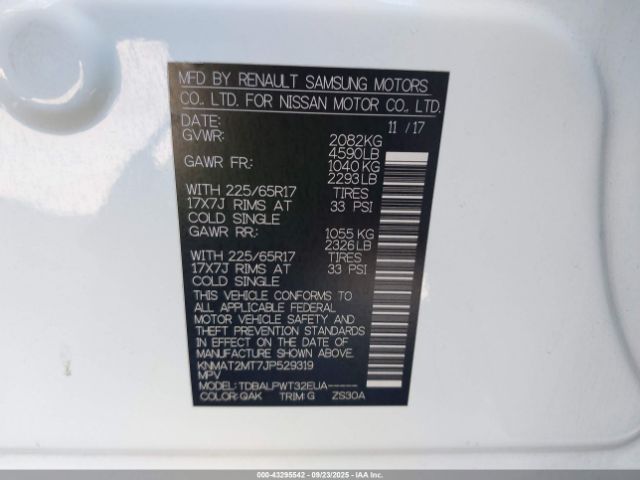 MFD BY RENAULT SAMSUNG MOTORS
CO., LTD. FOR NISSAN MOTOR CO., LTD.
DATE: 11 / 17
GVWR: 2082KG
4590LB
GAWR FR: 1040 KG
2293LB
WITH 225/65R17 TIRES
17X7J RIMS AT 33 PSI
COLD SINGLE
GAWR RR: 1055 KG
2326LB
WITH 225/65R17 TIRES
17X7J RIMS AT 33 PSI
COLD SINGLE
THIS VEHICLE CONFORMS TO
ALL APPLICABLE FEDERAL
MOTOR VEHICLE SAFETY AND
THEFT PREVENTION STANDARDS
IN EFFECT ON THE DATE OF
MANUFACTURE SHOWN ABOVE.
KNMAT2MT7JP529319
MPV
MODEL: TDBALPWT32EUA-----
COLOR: QAK TRIM: G ZS30A
000-43295542 - 09/23/2025 - IAAI Inc.